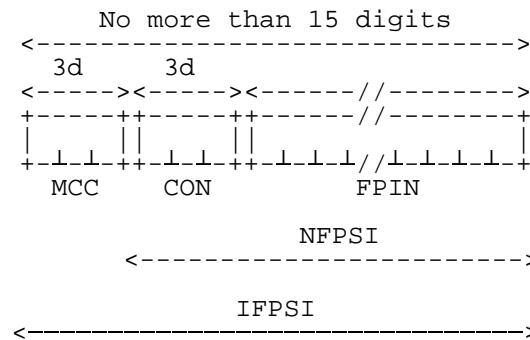 No more than 15 digits
3d 3d
MCC CON FPIN
NFPSI
IFPSI